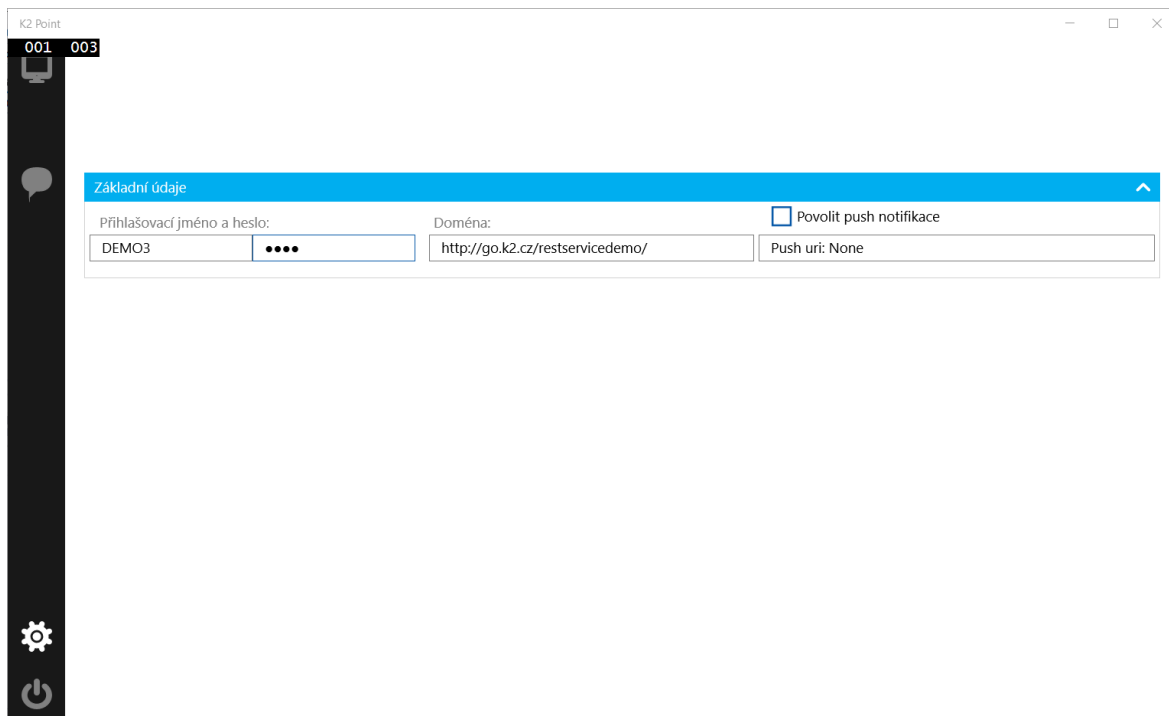 K2 Point
001 003
Základní údaje
Přihlašovací jméno a heslo:
Doména:
Povolit push notifikace
DEMO3
●●●●
http://go.k2.cz/restservicedemo/
Push uri: None